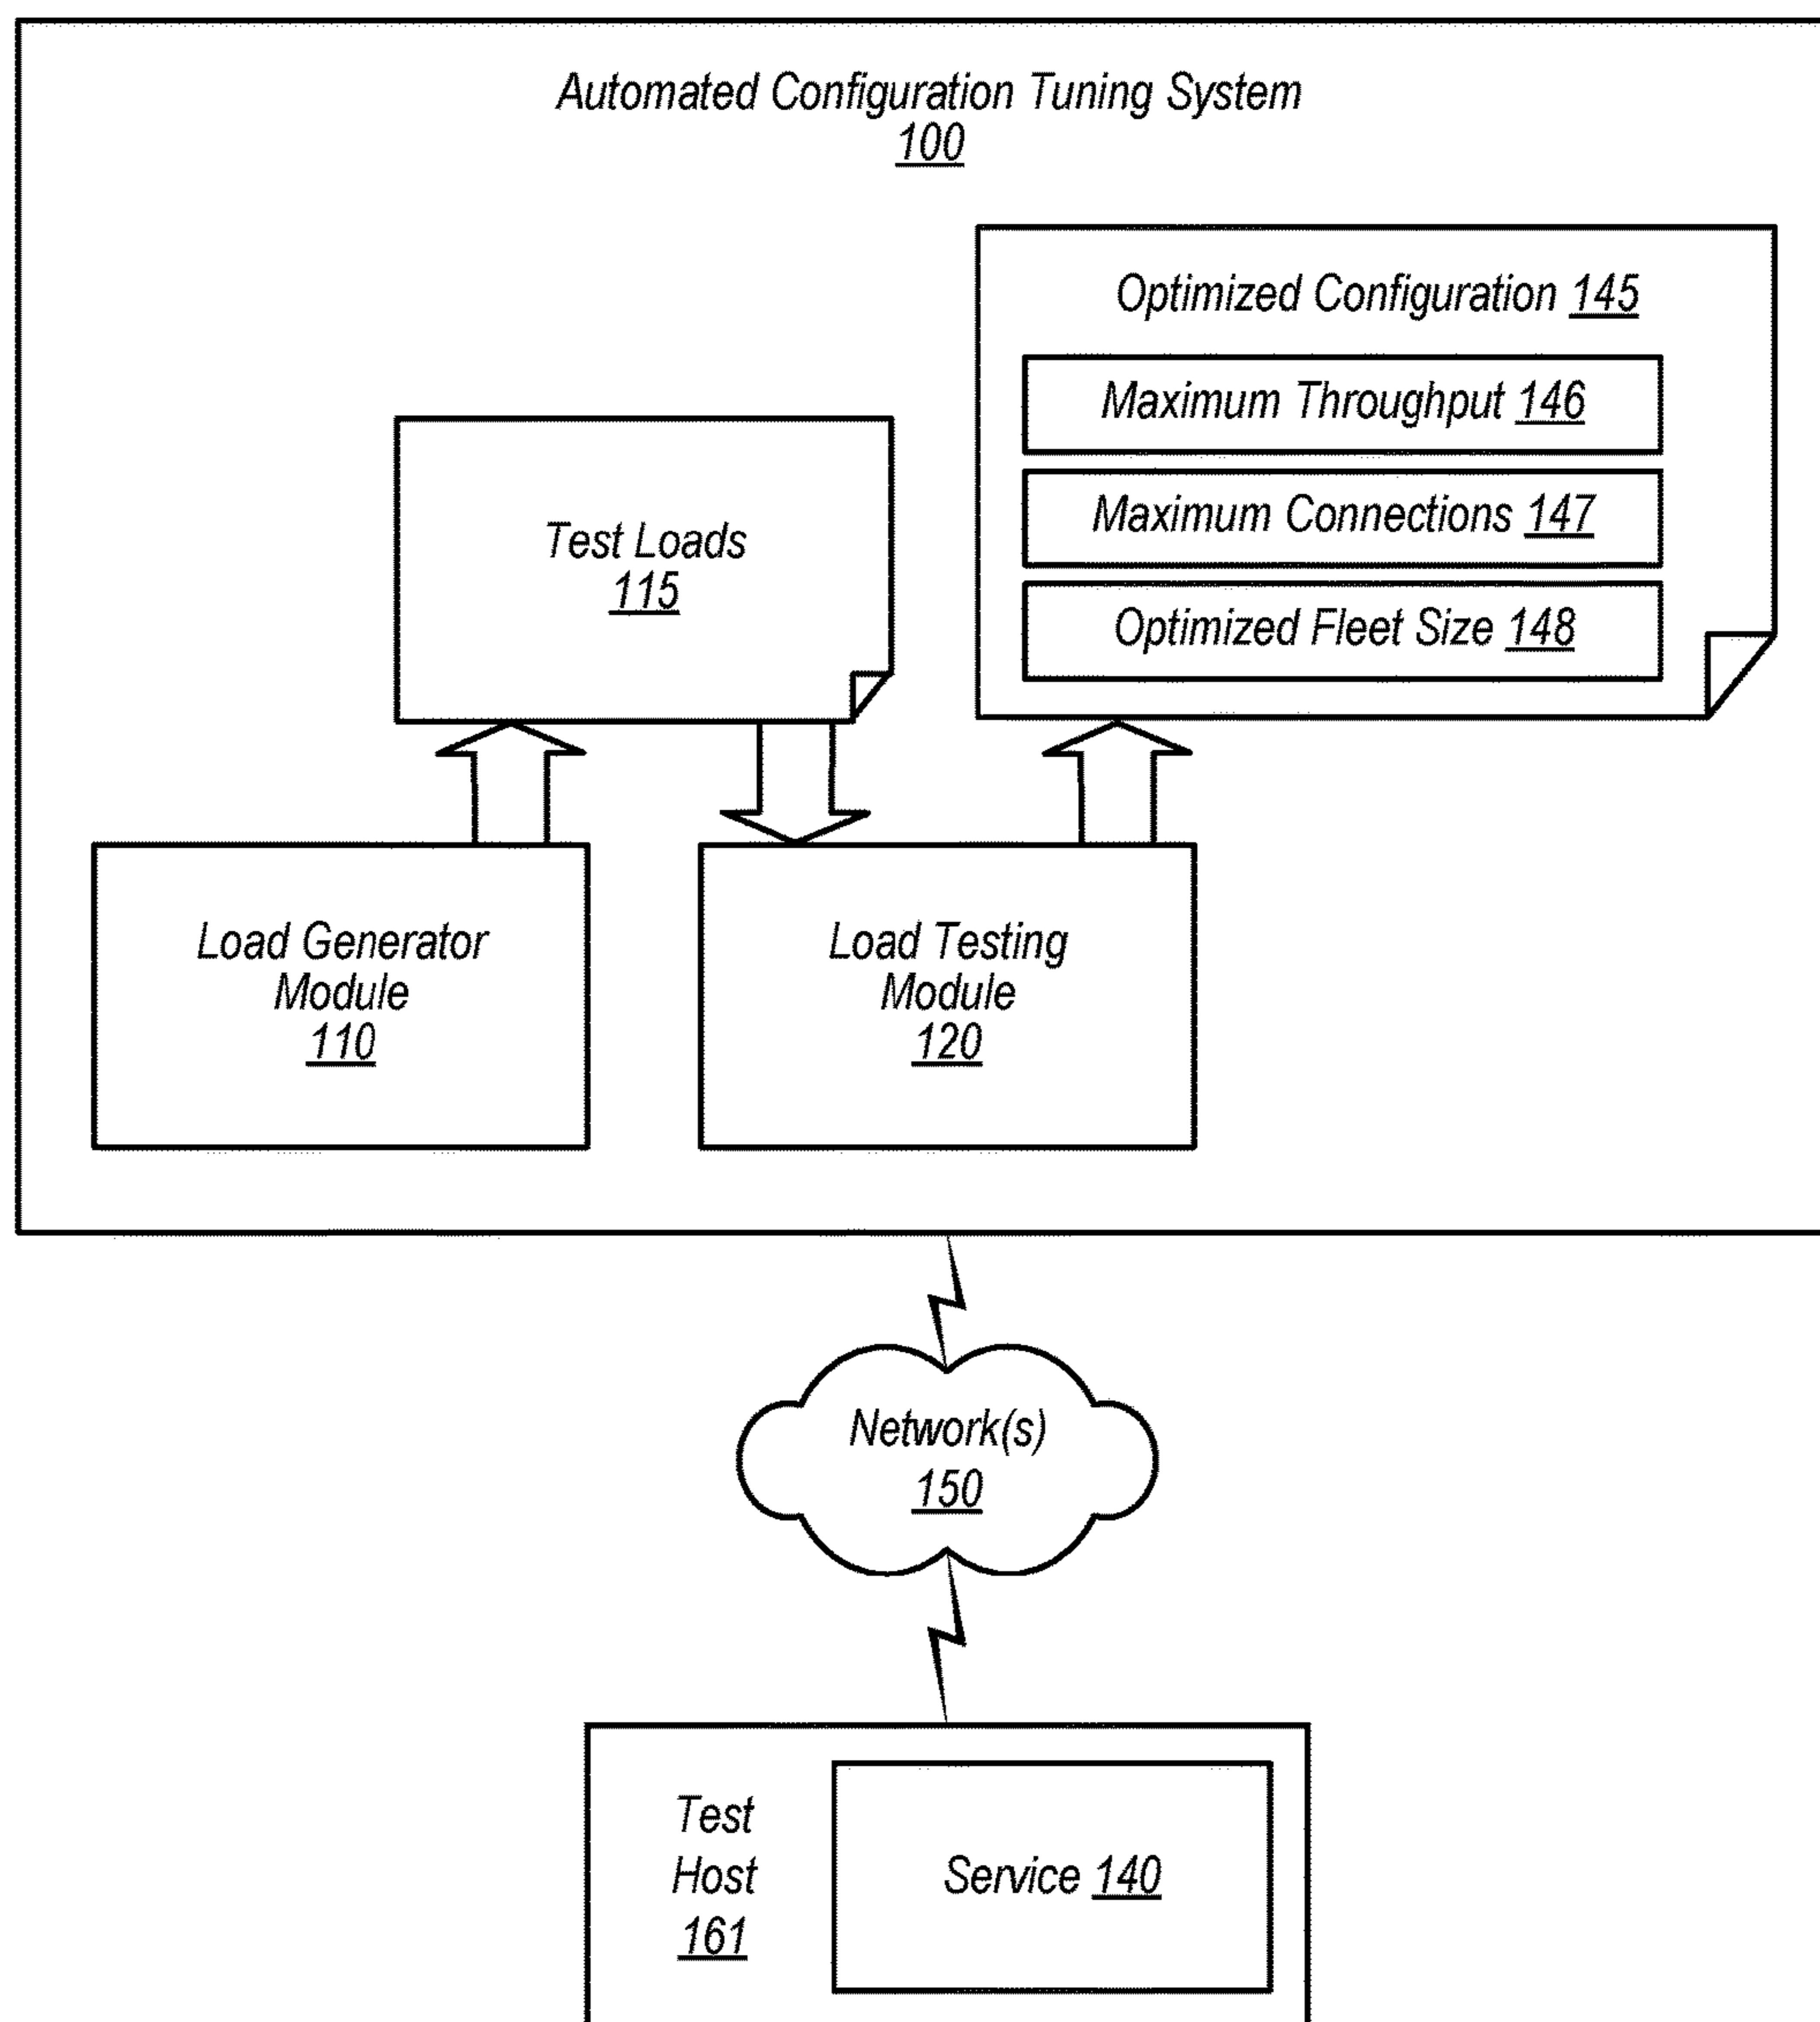 Automated Configuration Tuning System
100
Optimized Configuration 145
Maximum Throughput 146
Maximum Connections 147
Optimized Fleet Size 148
Test Loads
115
Load Generator
Module
110
Load Testing
Module
120
Network(s)
150
Test
Host
161
Service 140